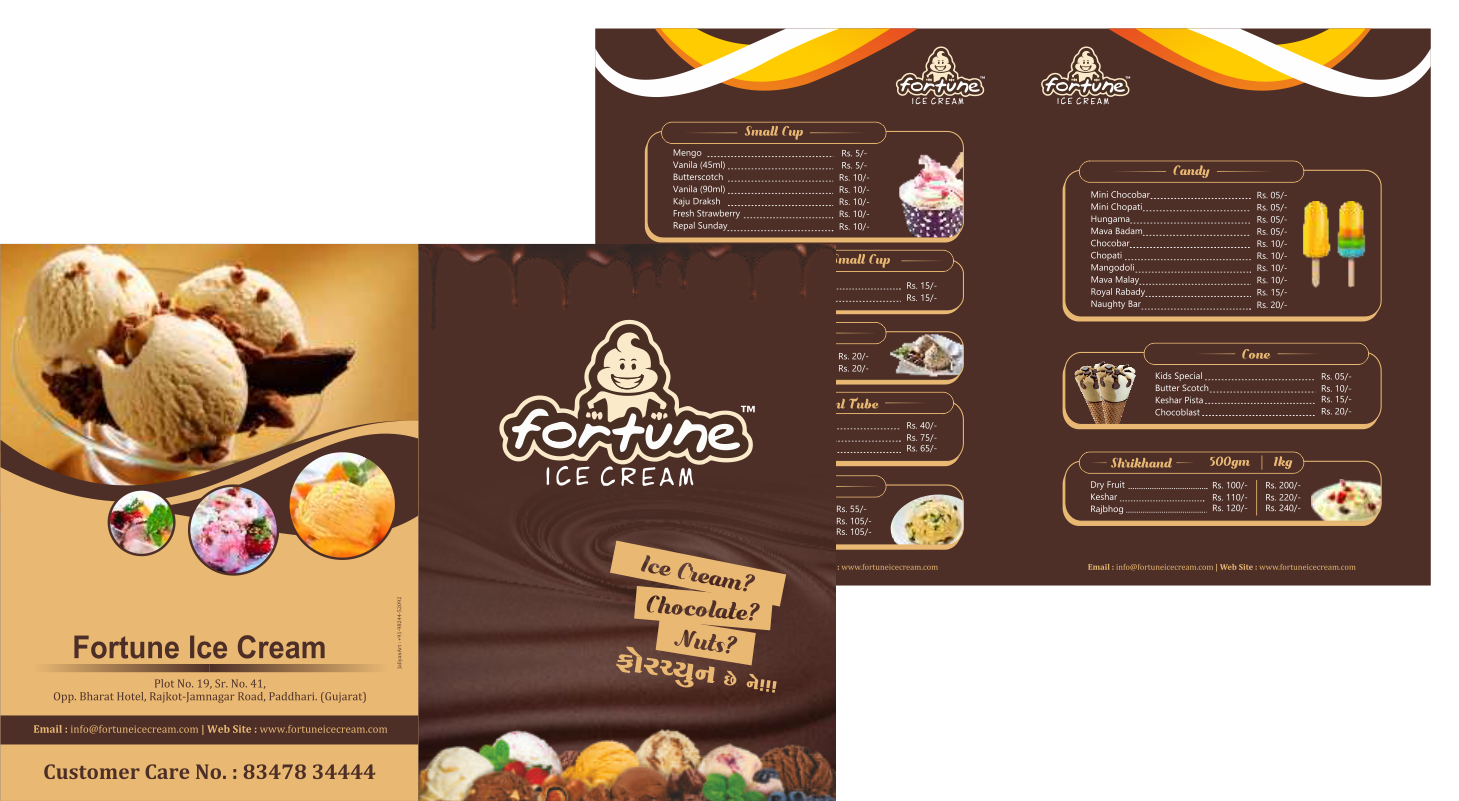 fortune™
ICE CREAM
fortune™
ICE CREAM
Small Cup
Mengo Rs. 5/-
Vanila (45ml) Rs. 5/-
Butterscotch Rs. 10/-
Vanila (90ml) Rs. 10/-
Kaju Draksh Rs. 10/-
Fresh Strawberry Rs. 10/-
Repal Sunday Rs. 10/-
Small Cup
Rs. 15/-
Rs. 15/-
Rs. 20/-
Rs. 20/-
Tube
Rs. 40/-
Rs. 75/-
Rs. 65/-
Rs. 55/-
Rs. 105/-
Rs. 105/-
: www.fortuneicecream.com
Candy
Mini Chocobar Rs. 05/-
Mini Chopati Rs. 05/-
Hungama Rs. 05/-
Mava Badam Rs. 05/-
Chocobar Rs. 10/-
Chopati Rs. 10/-
Mangodoli Rs. 10/-
Mava Malay Rs. 10/-
Royal Rabady Rs. 15/-
Naughty Bar Rs. 20/-
Cone
Kids Special Rs. 05/-
Butter Scotch Rs. 10/-
Keshar Pista Rs. 15/-
Chocoblast Rs. 20/-
Shrikhand 500gm | 1kg
Dry Fruit Rs. 100/- Rs. 200/-
Keshar Rs. 110/- Rs. 220/-
Rajbhog Rs. 120/- Rs. 240/-
Email : info@fortuneicecream.com | Web Site : www.fortuneicecream.com
Fortune Ice Cream
Plot No. 19, Sr. No. 41,
Opp. Bharat Hotel, Rajkot-Jamnagar Road, Paddhari. (Gujarat)
Email : info@fortuneicecream.com | Web Site : www.fortuneicecream.com
Customer Care No. : 83478 34444
fortune™
ICE CREAM
Ice Cream?
Chocolate?
Nuts?
ફોરચ્યુન છે ને!!!